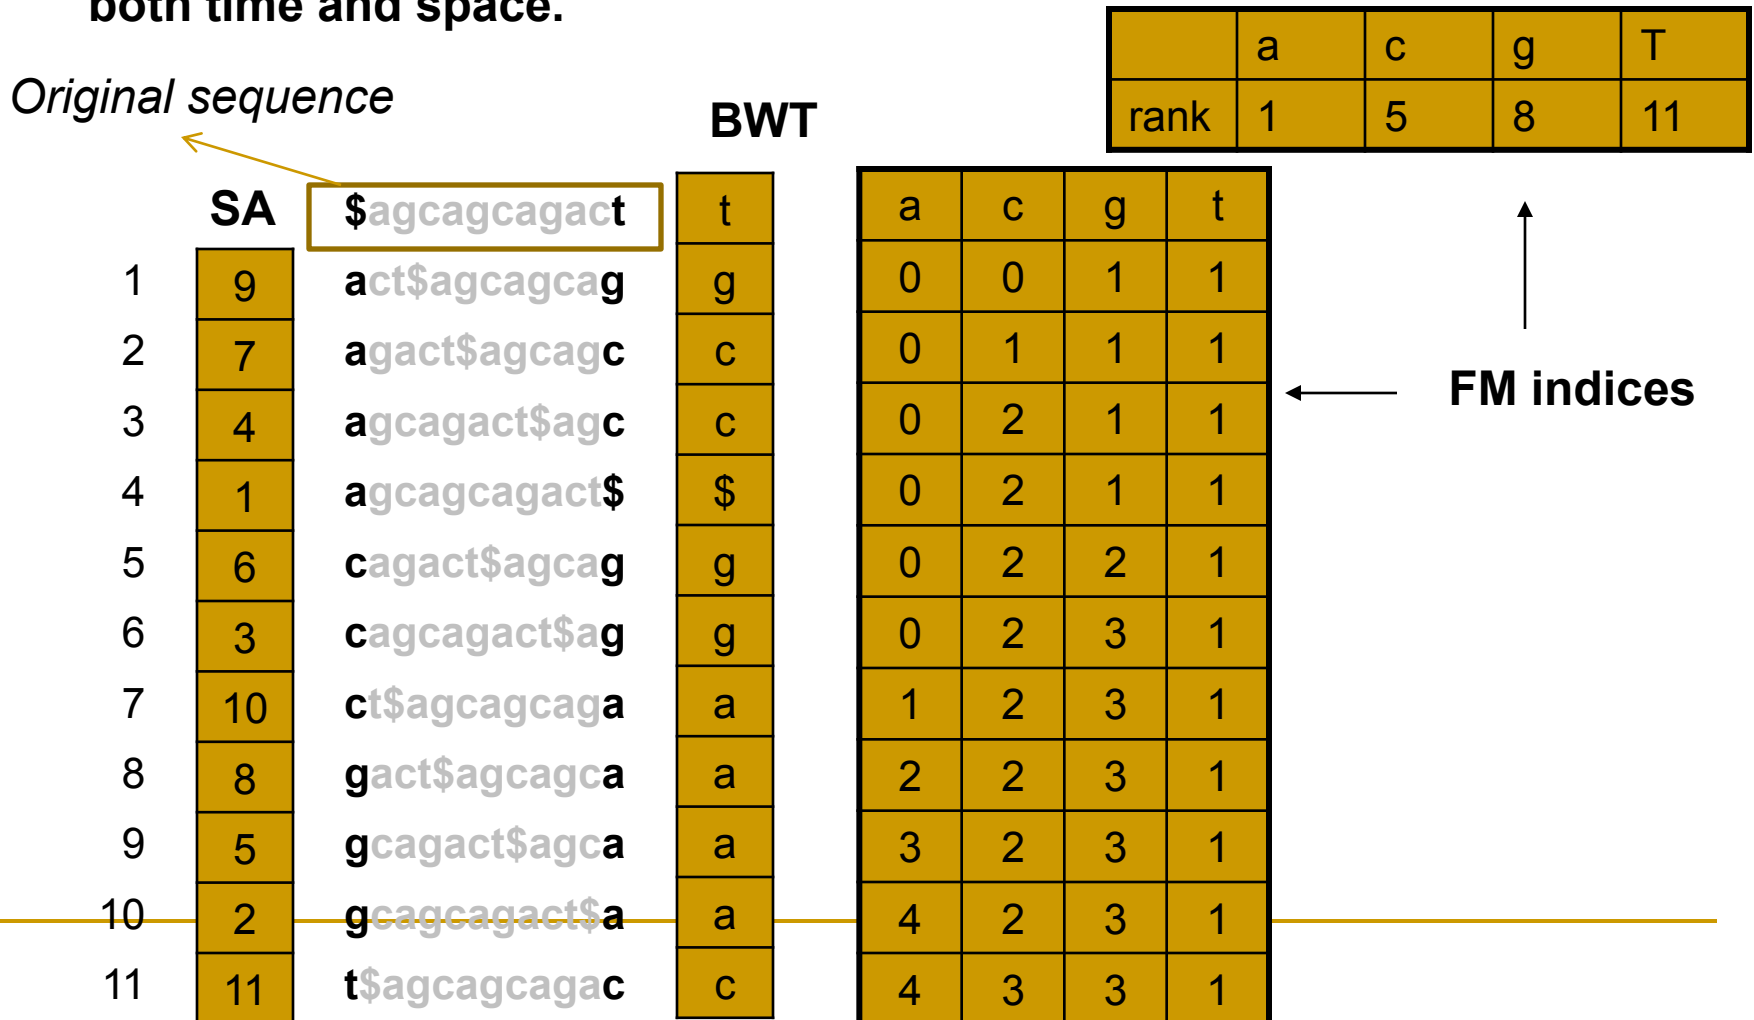 both time and space.
a c g T
rank 1 5 8 11
Original sequence
BWT
SA $agcagcagact t a c g t
1 9 act$agcagcag g 0 0 1 1
2 7 agact$agcagc c 0 1 1 1
3 4 agcagact$agc c 0 2 1 1
4 1 agcagcagact$ $ 0 2 1 1
5 6 cagact$agcag g 0 2 2 1
6 3 cagcagact$ag g 0 2 3 1
7 10 ct$agcagcaga a 1 2 3 1
8 8 gact$agcagca a 2 2 3 1
9 5 gcagact$agca a 3 2 3 1
10 2 gcagcagact$a a 4 2 3 1
11 11 t$agcagcagac c 4 3 3 1
FM indices